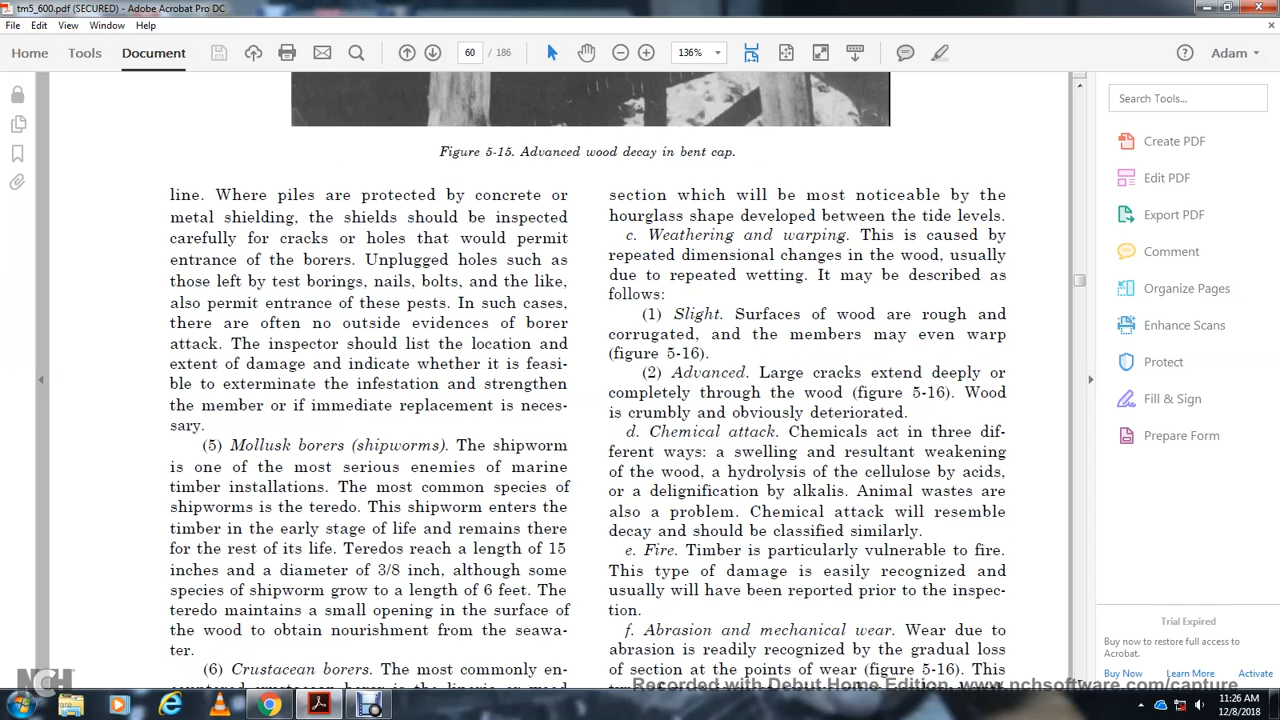 tm5_600.pdf (SECURED) - Adobe Acrobat Pro DC
File Edit View Window Help
Home Tools Document 60 / 186 136% Adam
Search Tools...
Create PDF
Edit PDF
Export PDF
Comment
Organize Pages
Enhance Scans
Protect
Fill & Sign
Prepare Form
Trial Expired
Buy now to restore full access to
Acrobat.
Buy Now Learn More Activate
Figure 5-15. Advanced wood decay in bent cap.
line. Where piles are protected by concrete or
metal shielding, the shields should be inspected
carefully for cracks or holes that would permit
entrance of the borers. Unplugged holes such as
those left by test borings, nails, bolts, and the like,
also permit entrance of these pests. In such cases,
there are often no outside evidences of borer
attack. The inspector should list the location and
extent of damage and indicate whether it is feasi-
ble to exterminate the infestation and strengthen
the member or if immediate replacement is neces-
sary.
(5) Mollusk borers (shipworms). The shipworm
is one of the most serious enemies of marine
timber installations. The most common species of
shipworms is the teredo. This shipworm enters the
timber in the early stage of life and remains there
for the rest of its life. Teredos reach a length of 15
inches and a diameter of 3/8 inch, although some
species of shipworm grow to a length of 6 feet. The
teredo maintains a small opening in the surface of
the wood to obtain nourishment from the seawa-
ter.
(6) Crustacean borers. The most commonly en-
section which will be most noticeable by the
hourglass shape developed between the tide levels.
c. Weathering and warping. This is caused by
repeated dimensional changes in the wood, usually
due to repeated wetting. It may be described as
follows:
(1) Slight. Surfaces of wood are rough and
corrugated, and the members may even warp
(figure 5-16).
(2) Advanced. Large cracks extend deeply or
completely through the wood (figure 5-16). Wood
is crumbly and obviously deteriorated.
d. Chemical attack. Chemicals act in three dif-
ferent ways: a swelling and resultant weakening
of the wood, a hydrolysis of the cellulose by acids,
or a delignification by alkalis. Animal wastes are
also a problem. Chemical attack will resemble
decay and should be classified similarly.
e. Fire. Timber is particularly vulnerable to fire.
This type of damage is easily recognized and
usually will have been reported prior to the inspec-
tion.
f. Abrasion and mechanical wear. Wear due to
abrasion is readily recognized by the gradual loss
of section at the points of wear (figure 5-16). This
NCH
Recorded with Debut Home Edition. www.nchsoftware.com/capture
11:26 AM
12/8/2018